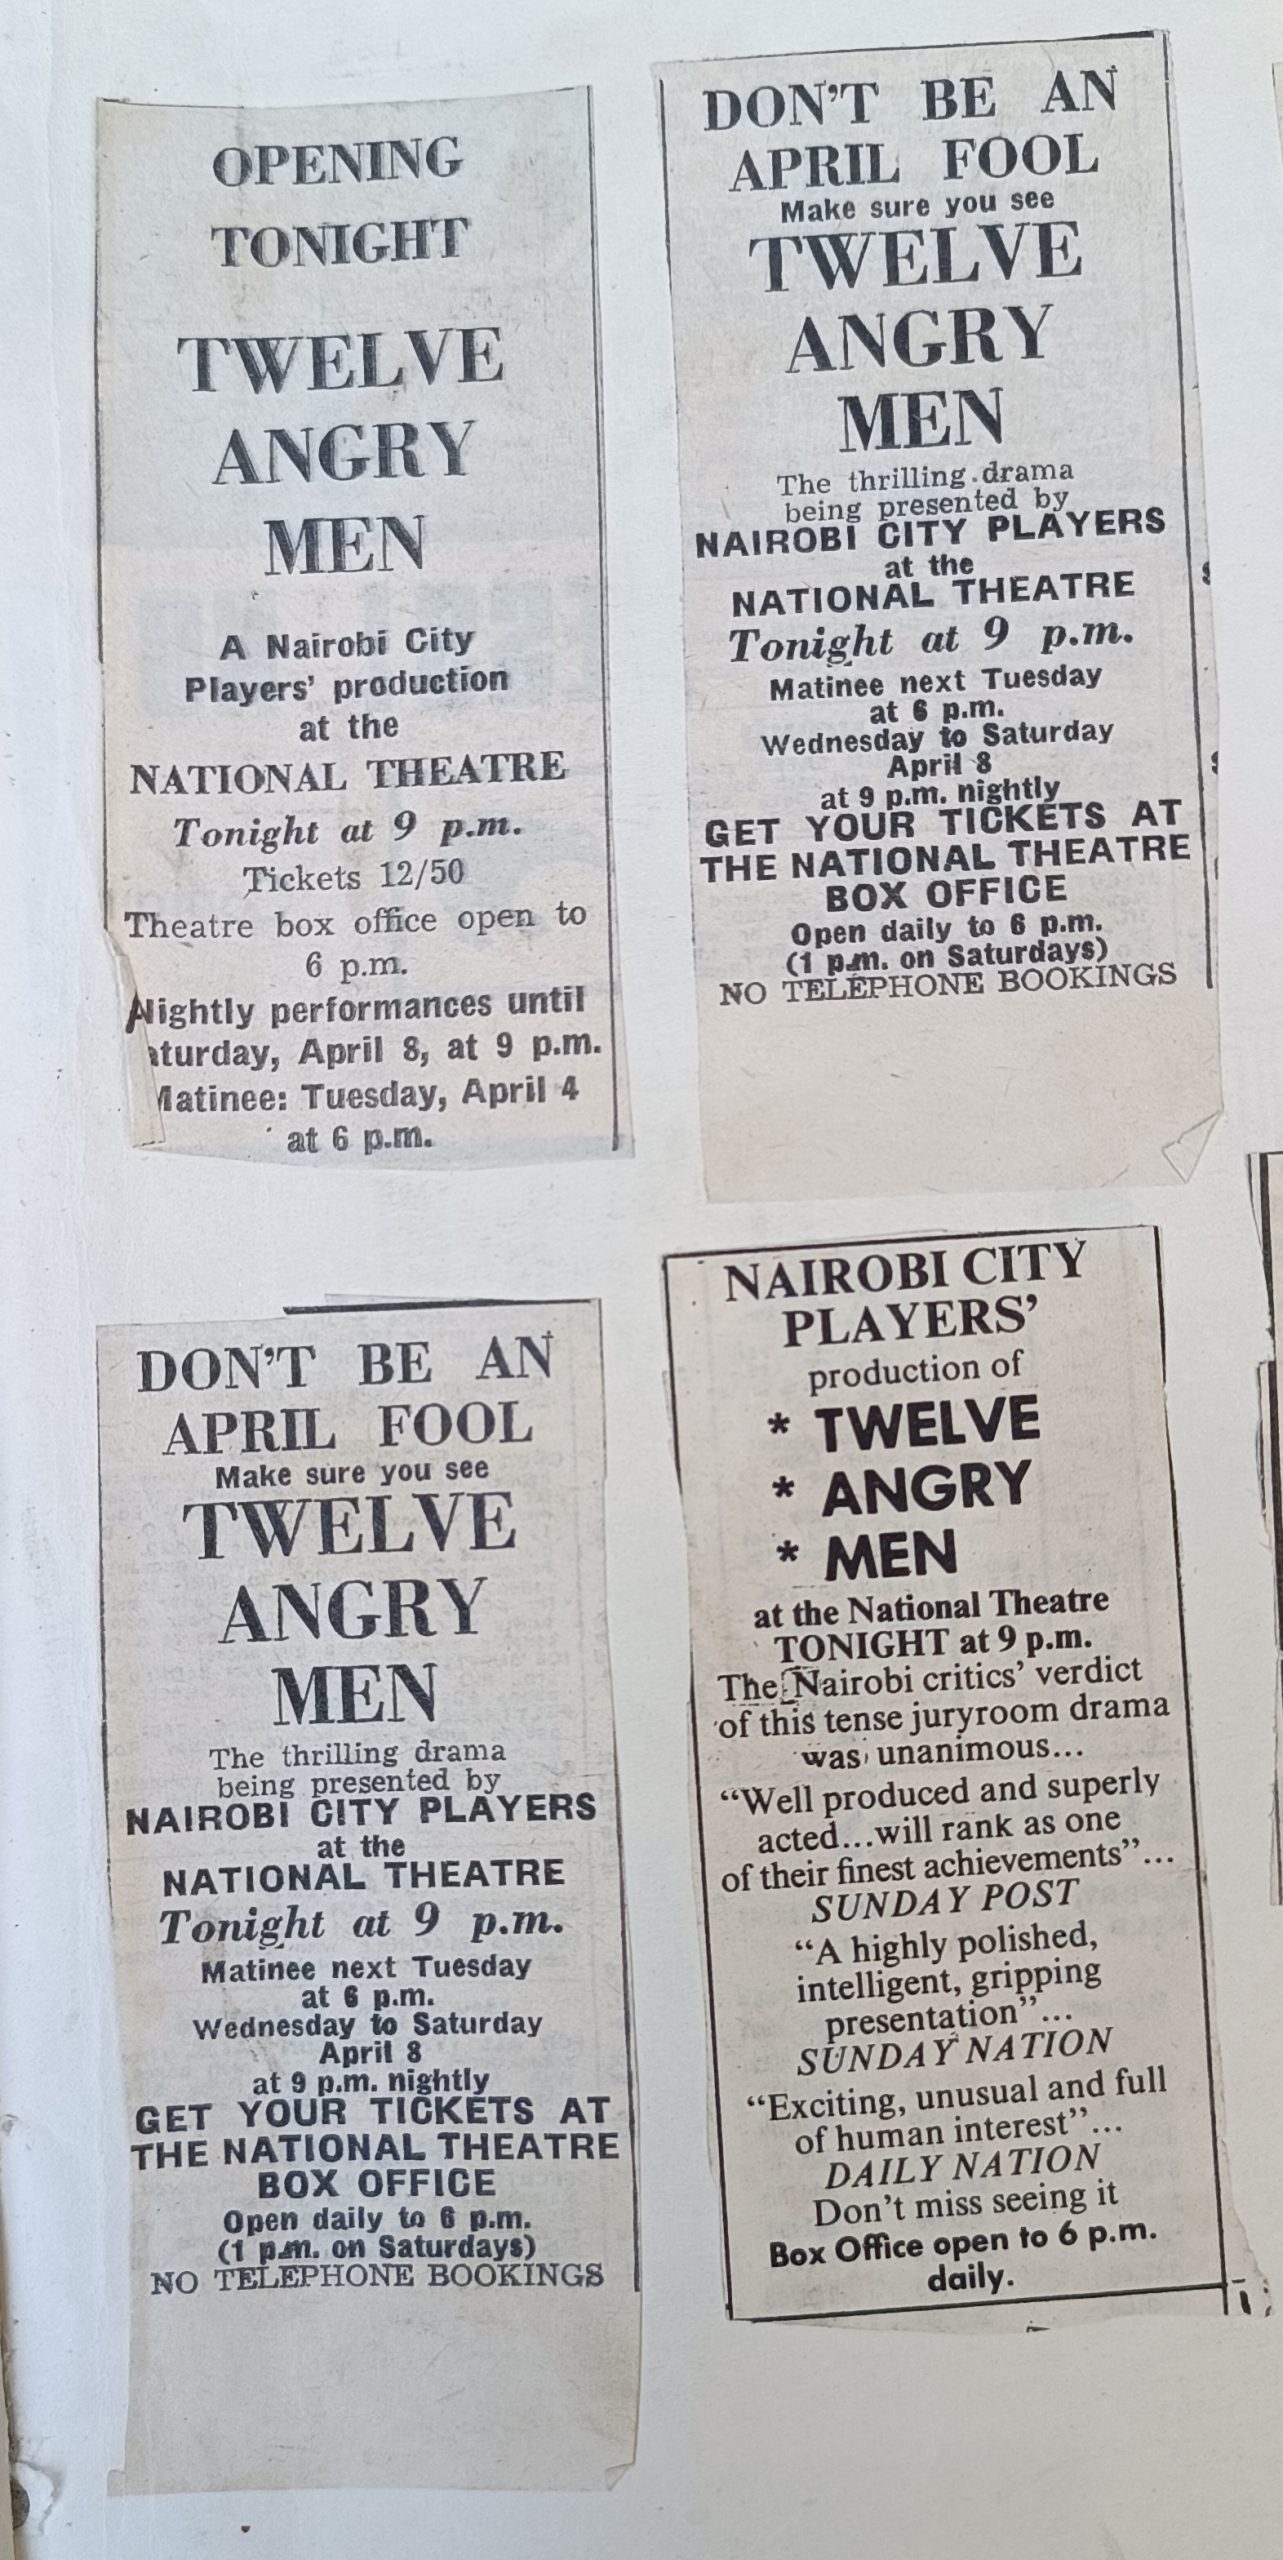 OPENING
TONIGHT
TWELVE
ANGRY
MEN
A Nairobi City
Players' production
at the
NATIONAL THEATRE
Tonight at 9 p.m.
Tickets 12/50
Theatre box office open to
6 p.m.
Nightly performances until
aturday, April 8, at 9 p.m.
Matinee: Tuesday, April 4
at 6 p.m.
DON'T BE AN
APRIL FOOL
Make sure you see
TWELVE
ANGRY
MEN
The thrilling drama
being presented by
NAIROBI CITY PLAYERS
at the
NATIONAL THEATRE
Tonight at 9 p.m.
Matinee next Tuesday
at 6 p.m.
Wednesday to Saturday
April 8
at 9 p.m. nightly
GET YOUR TICKETS AT
THE NATIONAL THEATRE
BOX OFFICE
Open daily to 6 p.m.
(1 p.m. on Saturdays)
NO TELEPHONE BOOKINGS
DON'T BE AN
APRIL FOOL
Make sure you see
TWELVE
ANGRY
MEN
The thrilling drama
being presented by
NAIROBI CITY PLAYERS
at the
NATIONAL THEATRE
Tonight at 9 p.m.
Matinee next Tuesday
at 6 p.m.
Wednesday to Saturday
April 8
at 9 p.m. nightly
GET YOUR TICKETS AT
THE NATIONAL THEATRE
BOX OFFICE
Open daily to 6 p.m.
(1 p.m. on Saturdays)
NO TELEPHONE BOOKINGS
NAIROBI CITY
PLAYERS'
production of
* TWELVE
* ANGRY
* MEN
at the National Theatre
TONIGHT at 9 p.m.
The Nairobi critics' verdict
of this tense juryroom drama
was unanimous...
"Well produced and superly
acted...will rank as one
of their finest achievements"...
SUNDAY POST
"A highly polished,
intelligent, gripping
presentation"...
SUNDAY NATION
"Exciting, unusual and full
of human interest"...
DAILY NATION
Don't miss seeing it
Box Office open to 6 p.m.
daily.